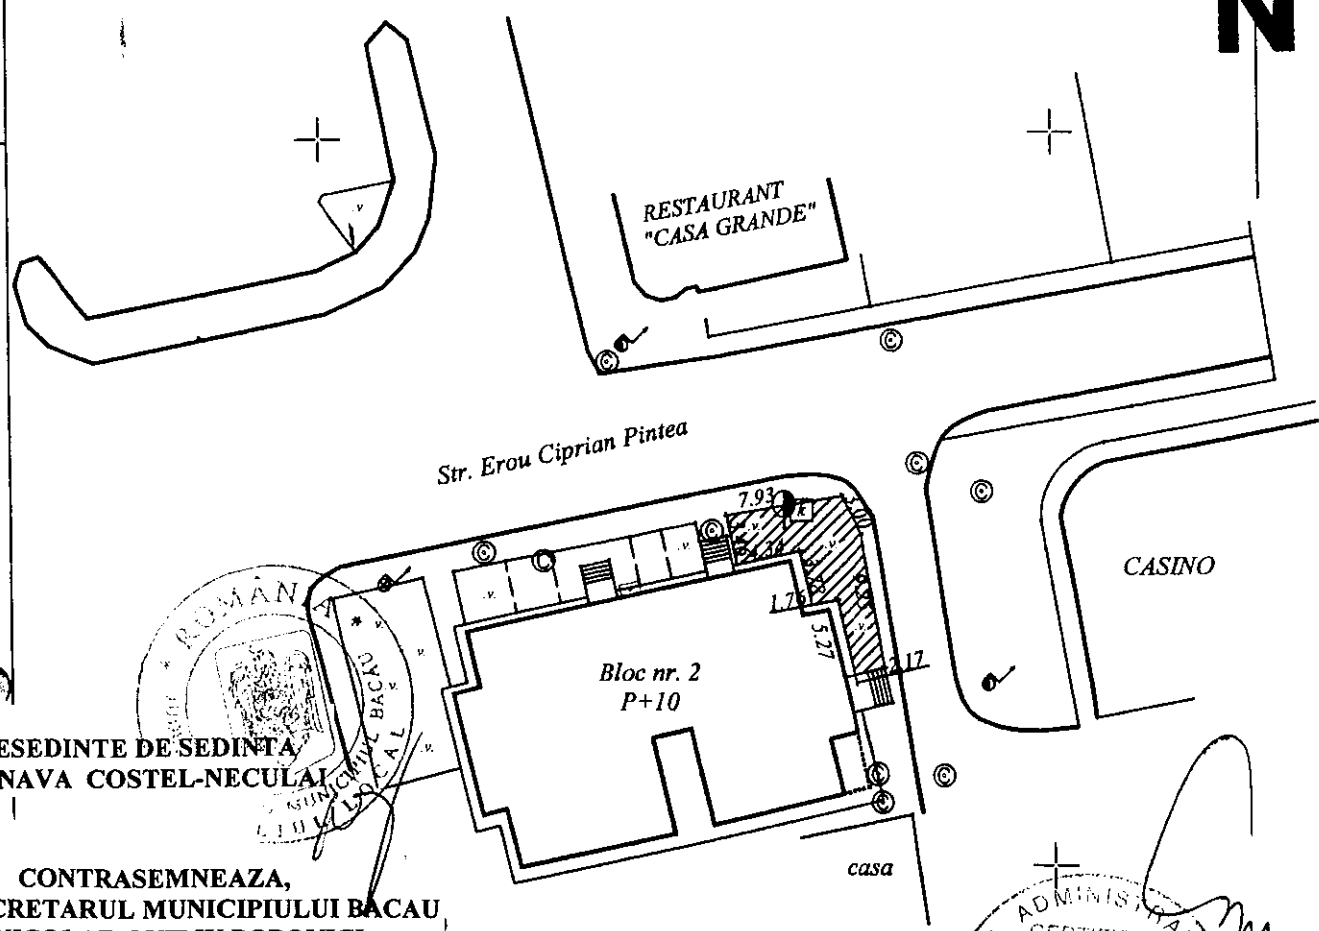 N
RESTAURANT
"CASA GRANDE"
Str. Erou Ciprian Pintea
7.93
k
1.76
5.27
2.17
CASINO
Bloc nr. 2
P+10
casa
ROMÂNIA
MUNICIPIUL BACAU
LOCAL
ESEDINTE DE SEDINTA
NAVA COSTEL-NECULAI
CONTRASEMNEAZA,
CRETARUL MUNICIPIULUI BACAU
ADMINISTRA